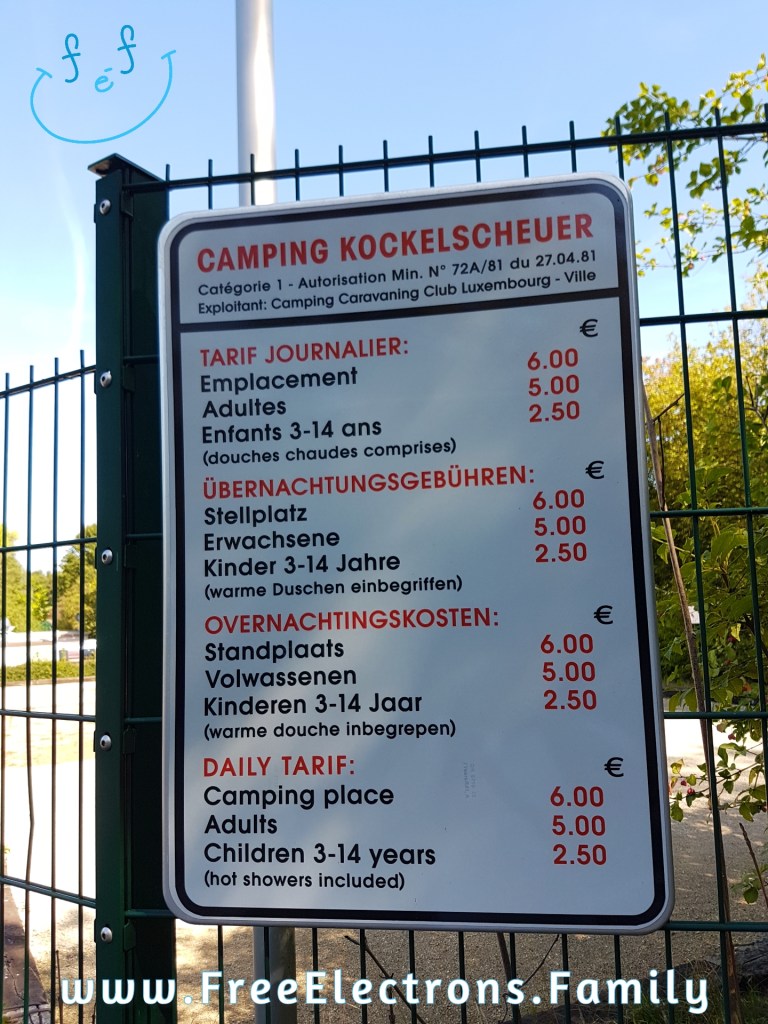 f é f
CAMPING KOCKELSCHEUER
Catégorie 1 - Autorisation Min. N° 72A/81 du 27.04.81
Exploitant: Camping Caravaning Club Luxembourg - Ville
TARIF JOURNALIER: €
Emplacement 6.00
Adultes 5.00
Enfants 3-14 ans 2.50
(douches chaudes comprises)
ÜBERNACHTUNGSGEBÜHREN: €
Stellplatz 6.00
Erwachsene 5.00
Kinder 3-14 Jahre 2.50
(warme Duschen einbegriffen)
OVERNACHTINGSKOSTEN: €
Standplaats 6.00
Volwassenen 5.00
Kinderen 3-14 Jaar 2.50
(warme douche inbegrepen)
DAILY TARIF: €
Camping place 6.00
Adults 5.00
Children 3-14 years 2.50
(hot showers included)
www.FreeElectrons.Family